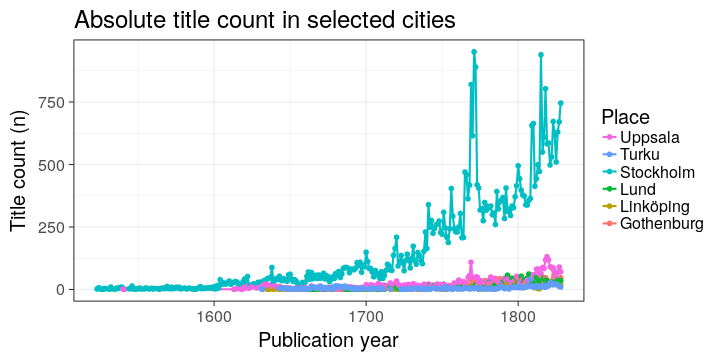 Absolute title count in selected cities
Title count (n)
750
500
250
0
1600
1700
1800
Publication year
Place
Uppsala
Turku
Stockholm
Lund
Linköping
Gothenburg